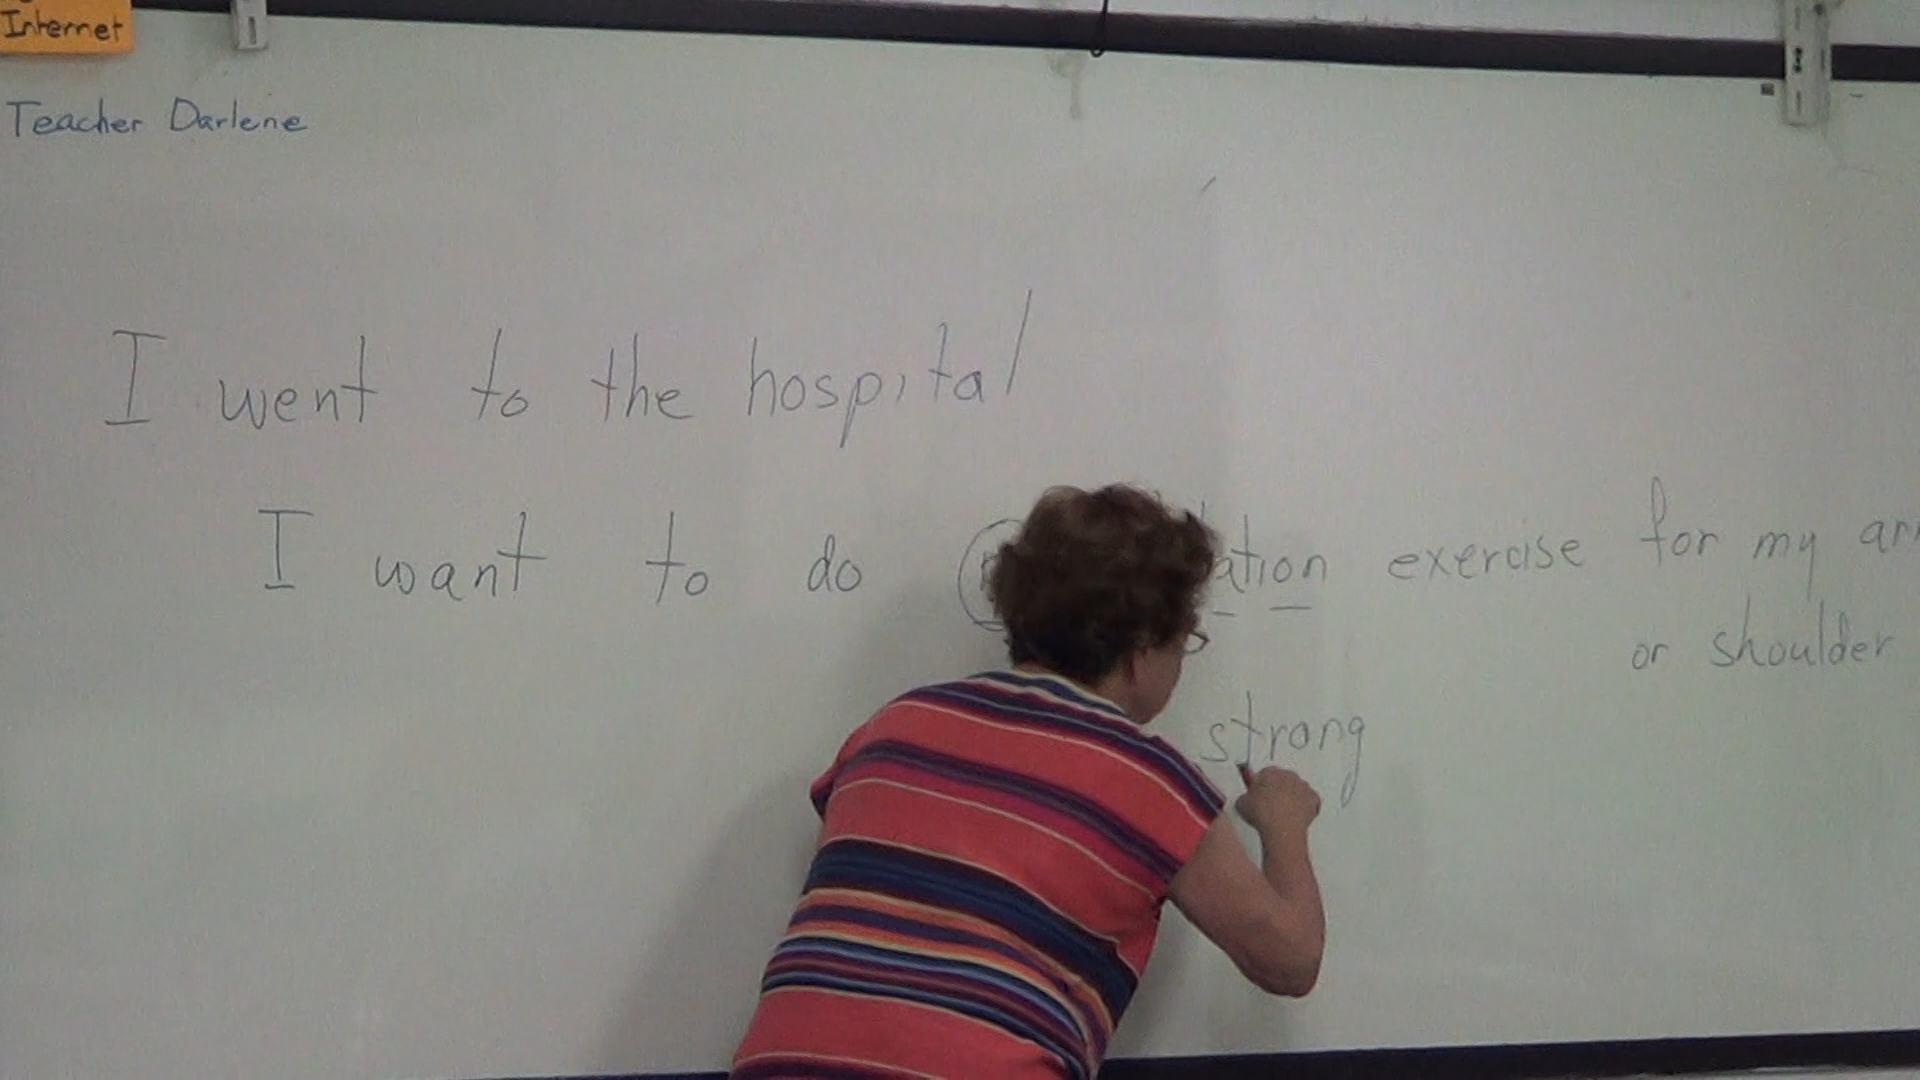 Internet
Teacher Darlene
I went to the hospital
I want to do ation exercise for my
or shoulder
strong